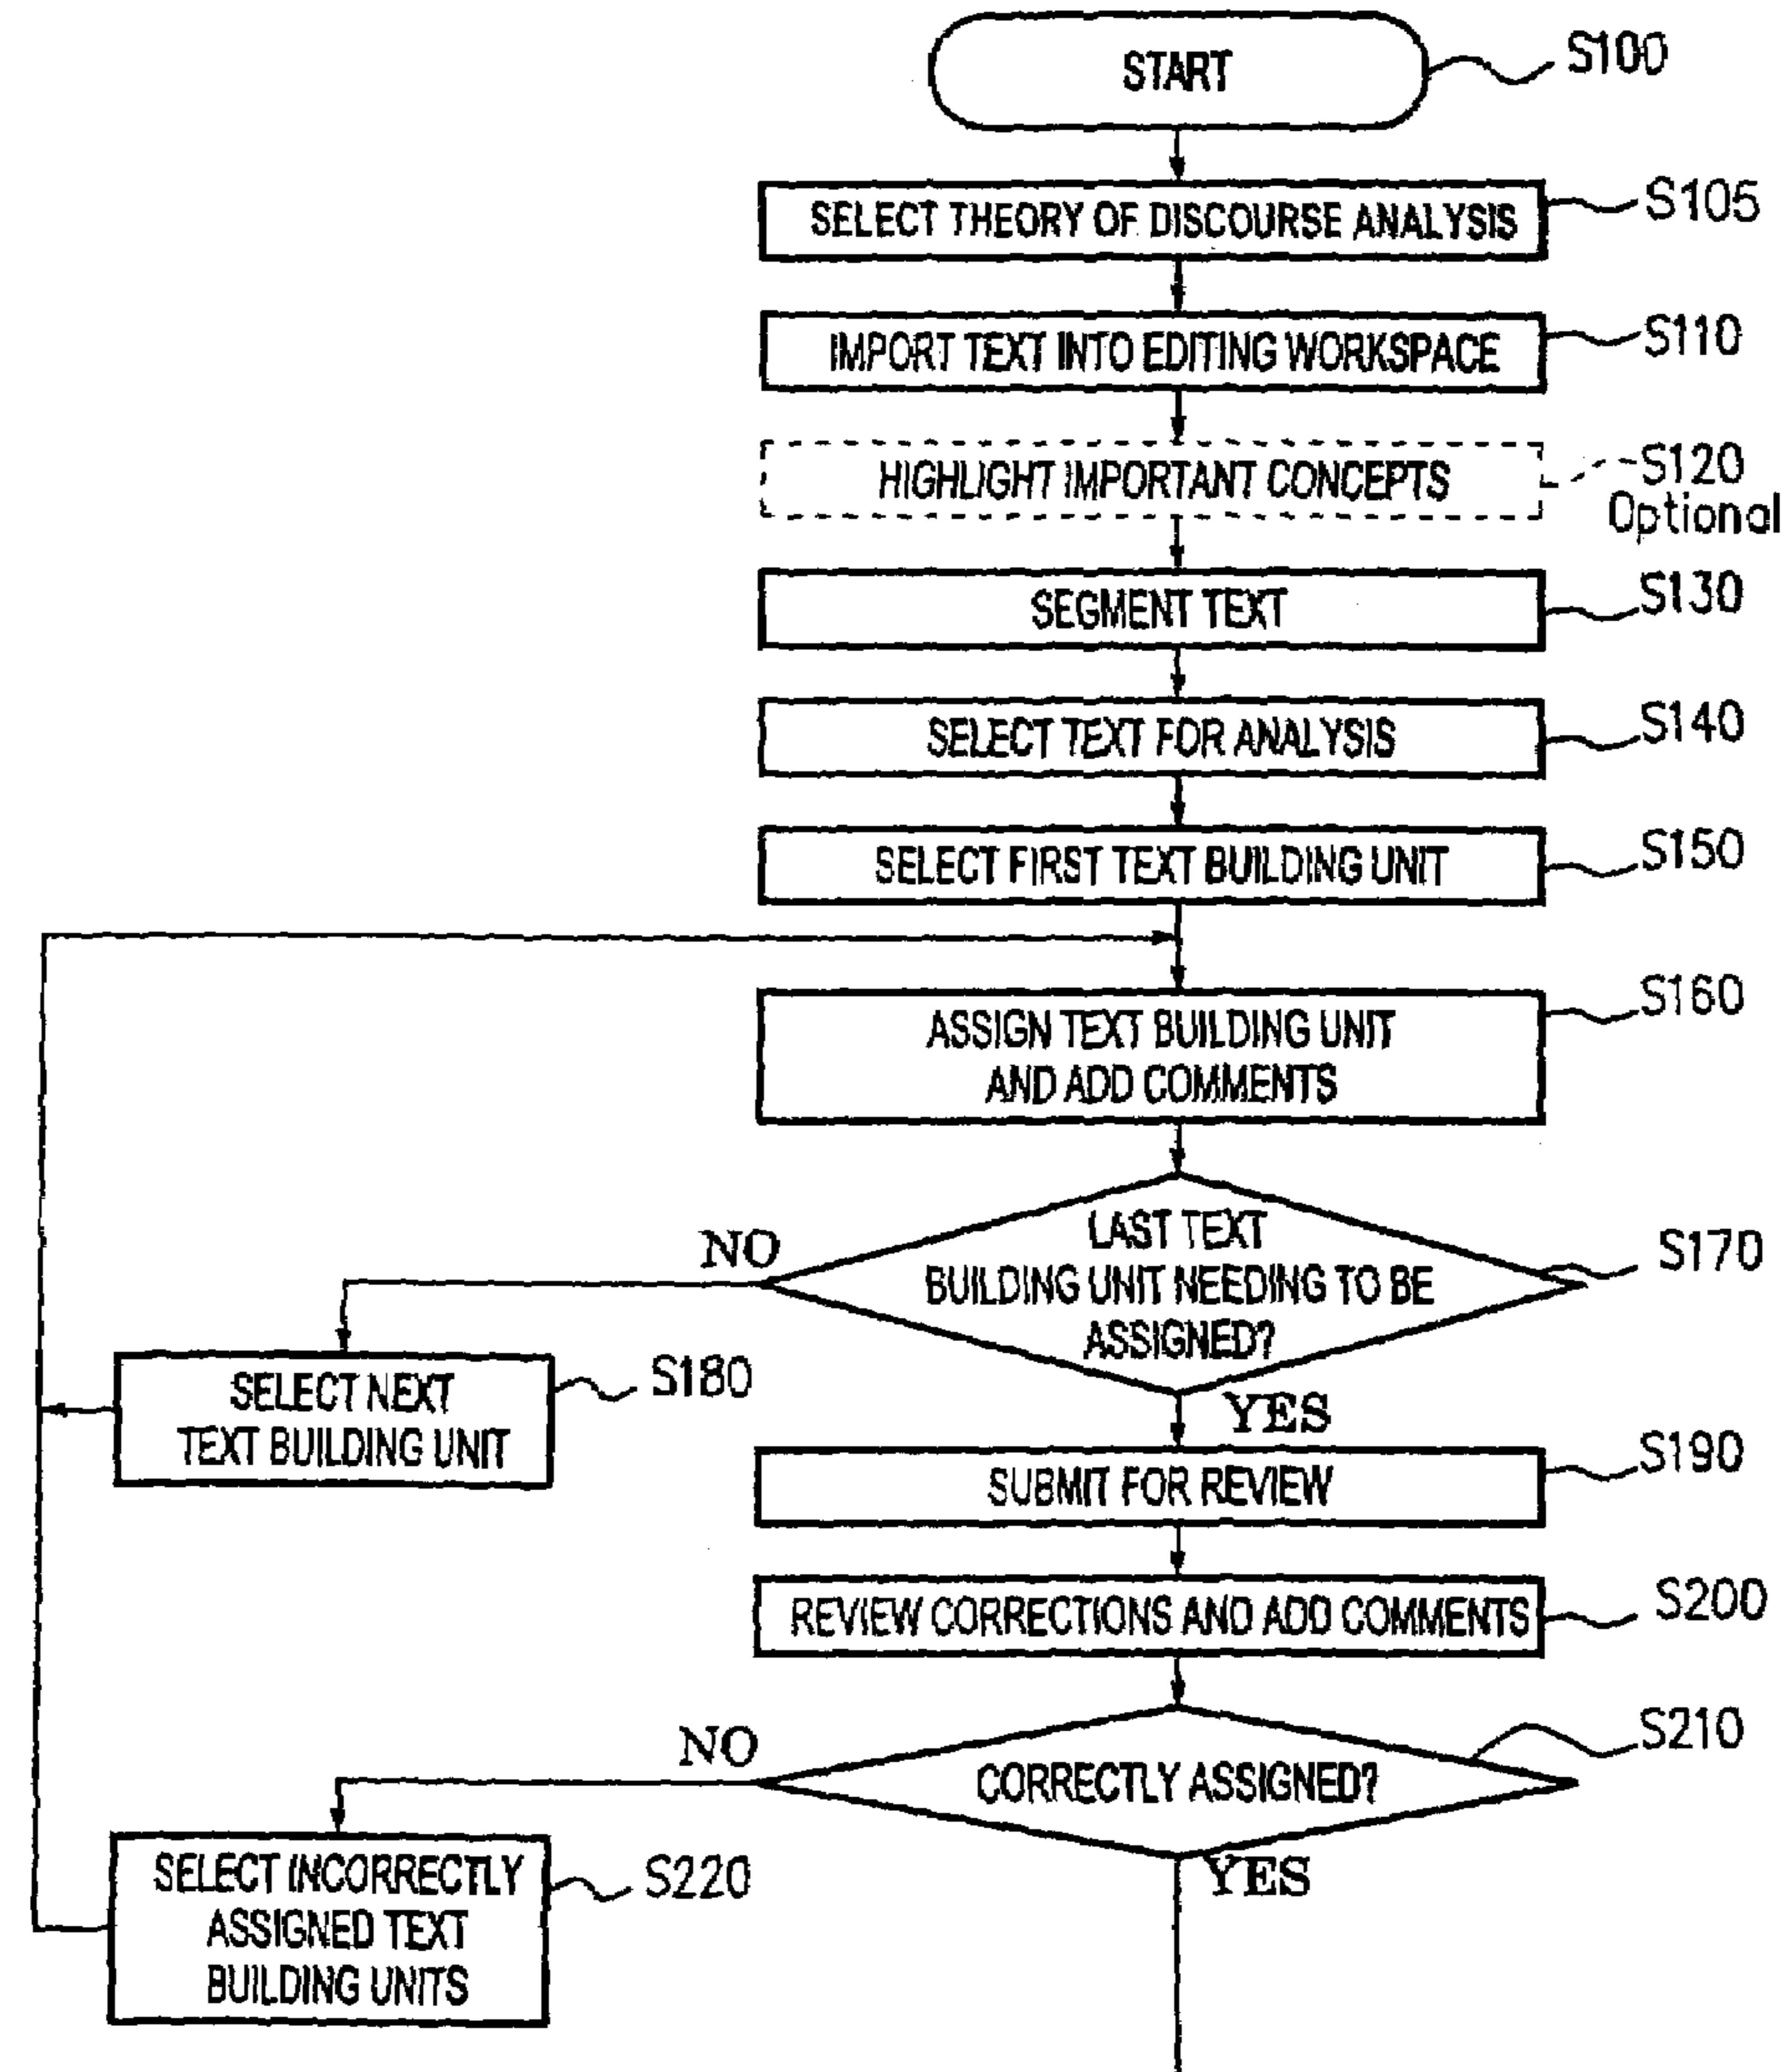 START
S100
SELECT THEORY OF DISCOURSE ANALYSIS
S105
IMPORT TEXT INTO EDITING WORKSPACE
S110
HIGHLIGHT IMPORTANT CONCEPTS
S120
Optional
SEGMENT TEXT
S130
SELECT TEXT FOR ANALYSIS
S140
SELECT FIRST TEXT BUILDING UNIT
S150
ASSIGN TEXT BUILDING UNIT
AND ADD COMMENTS
S160
LAST TEXT
BUILDING UNIT NEEDING TO BE
ASSIGNED?
S170
NO
YES
SELECT NEXT
TEXT BUILDING UNIT
S180
SUBMIT FOR REVIEW
S190
REVIEW CORRECTIONS AND ADD COMMENTS
S200
CORRECTLY ASSIGNED?
S210
NO
YES
SELECT INCORRECTLY
ASSIGNED TEXT
BUILDING UNITS
S220